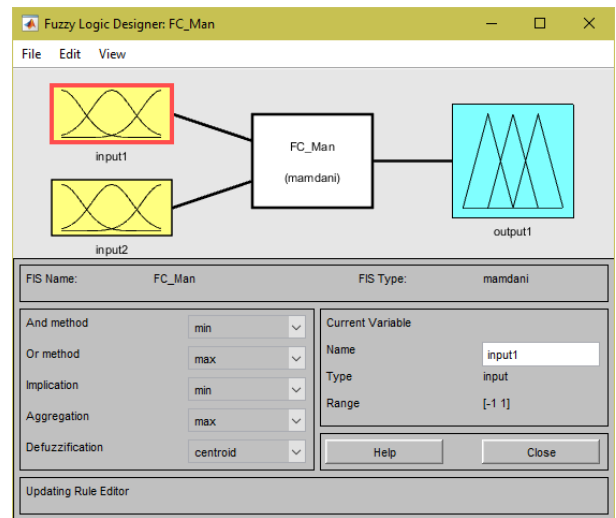 Fuzzy Logic Designer: FC_Man
File Edit View
input1
FC_Man
(mamdani)
output1
input2
FIS Name: FC_Man FIS Type: mamdani
And method min
Or method max
Implication min
Aggregation max
Defuzzification centroid
Current Variable
Name input1
Type input
Range [-1 1]
Help Close
Updating Rule Editor